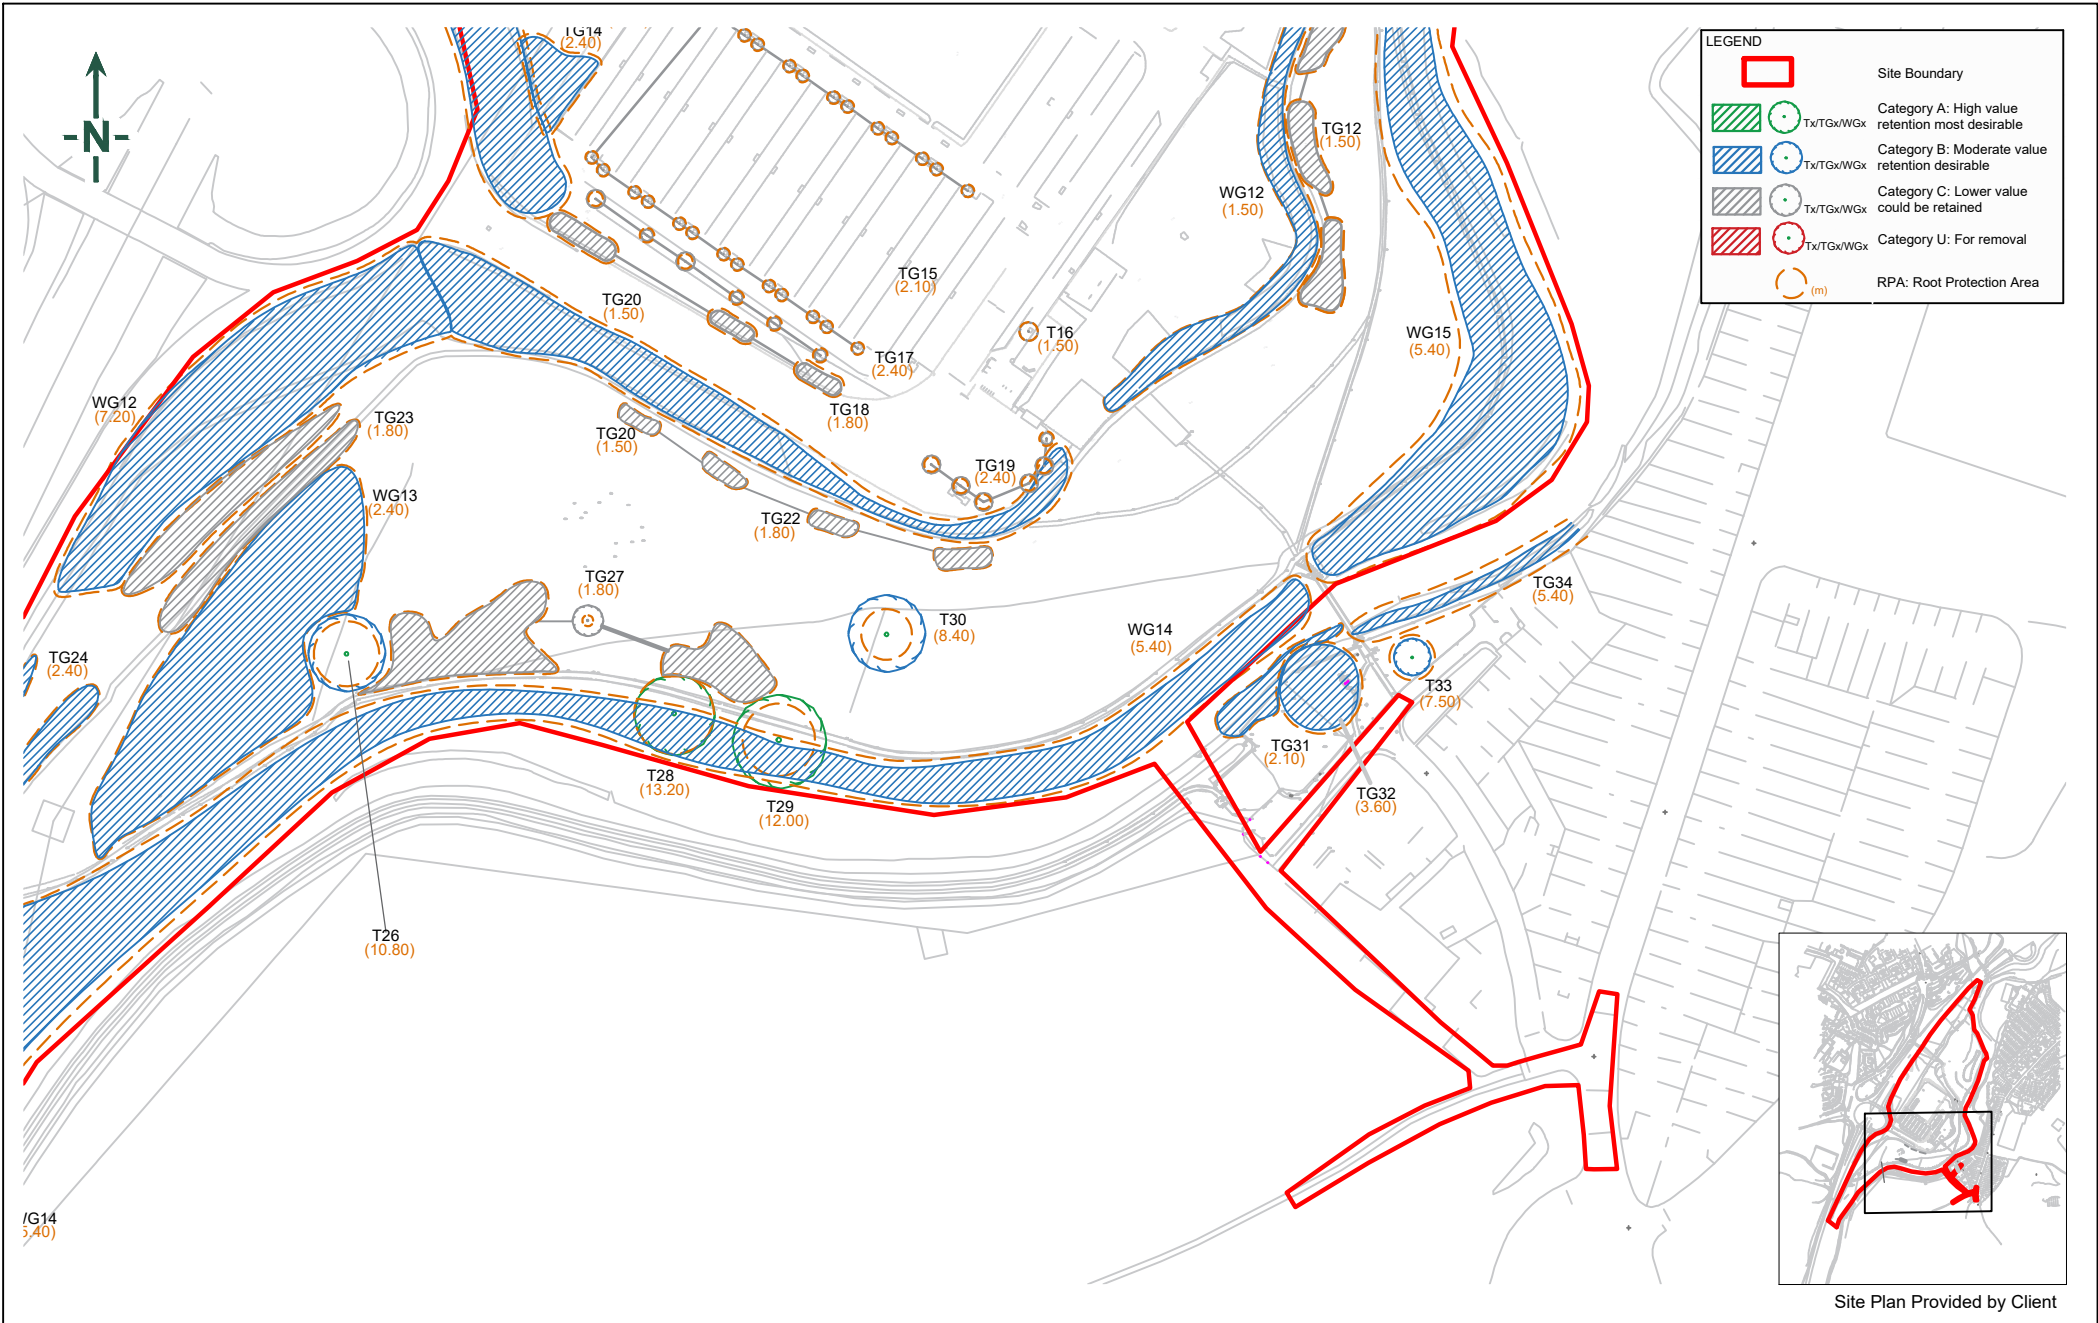 N
TG14
(2.40)
TG12
(1.50)
WG12
(1.50)
TG15
(2.10)
TG20
(1.50)
T16
(1.50)
WG15
(5.40)
TG17
(2.40)
TG18
(1.80)
WG12
(7.20)
TG23
(1.80)
TG20
(1.50)
TG19
(2.40)
WG13
(2.40)
TG22
(1.80)
TG27
(1.80)
T30
(8.40)
WG14
(5.40)
TG34
(5.40)
TG24
(2.40)
T33
(7.50)
TG31
(2.10)
T28
(13.20)
T29
(12.00)
TG32
(3.60)
T26
(10.80)
/G14
5.40)
LEGEND
Site Boundary
Tx/TGx/WGx Category A: High value
retention most desirable
Tx/TGx/WGx Category B: Moderate value
retention desirable
Tx/TGx/WGx Category C: Lower value
could be retained
Tx/TGx/WGx Category U: For removal
(m) RPA: Root Protection Area
Site Plan Provided by Client